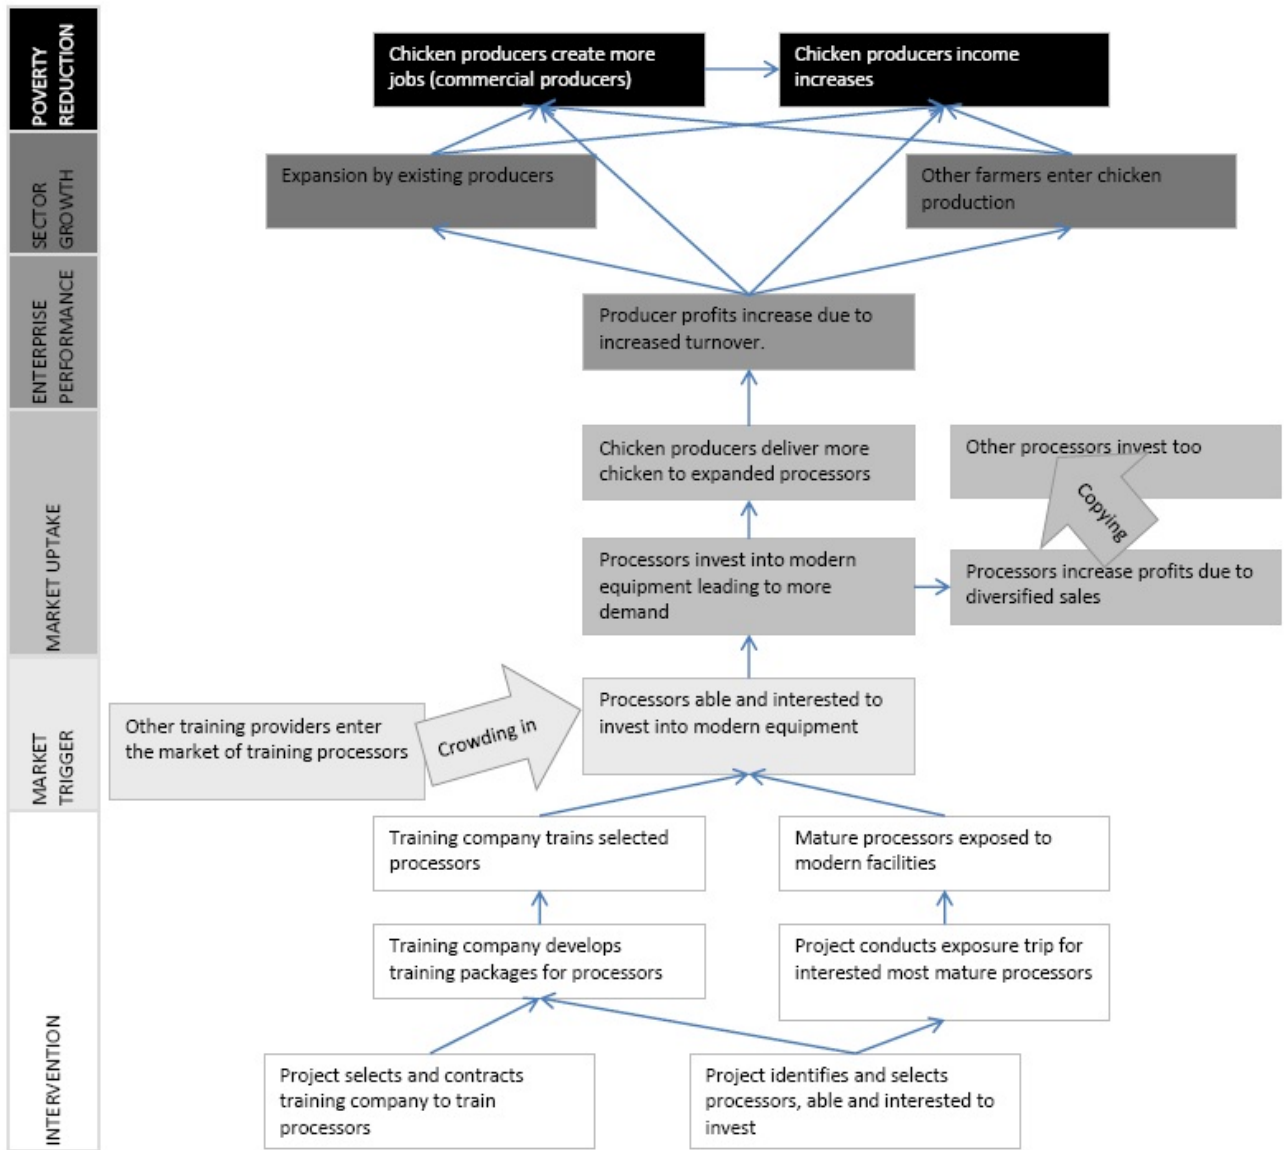 POVERTY
REDUCTION
Chicken producers create more
jobs (commercial producers)
Chicken producers income
increases
SECTOR
GROWTH
Expansion by existing producers
Other farmers enter chicken
production
ENTERPRISE
PERFORMANCE
Producer profits increase due to
increased turnover.
MARKET UPTAKE
Chicken producers deliver more
chicken to expanded processors
Other processors invest too
Copying
Processors invest into modern
equipment leading to more
demand
Processors increase profits due to
diversified sales
MARKET
TRIGGER
Other training providers enter
the market of training processors
Crowding in
Processors able and interested to
invest into modern equipment
INTERVENTION
Training company trains selected
processors
Mature processors exposed to
modern facilities
Training company develops
training packages for processors
Project conducts exposure trip for
interested most mature processors
Project selects and contracts
training company to train
processors
Project identifies and selects
processors, able and interested to
invest